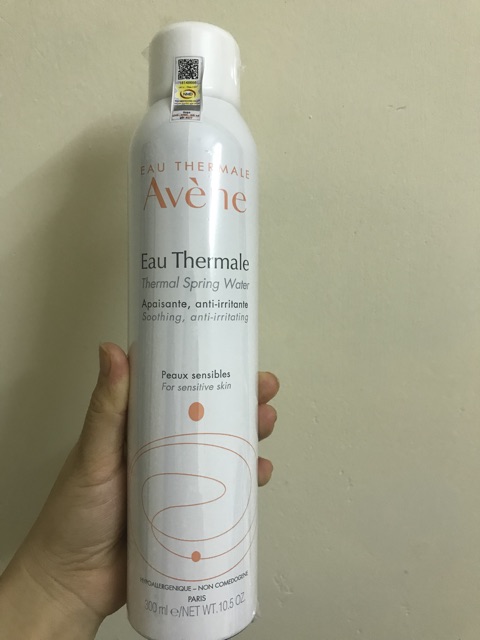 EAU THERMALE
Avène
Eau Thermale
Thermal Spring Water
Apaisante, anti-irritante
Soothing, anti-irritating
Peaux sensibles
For sensitive skin
HYPOALLERGENIQUE – NON COMEDOGENE
PARIS
300 ml e/NET WT. 10.5 OZ.